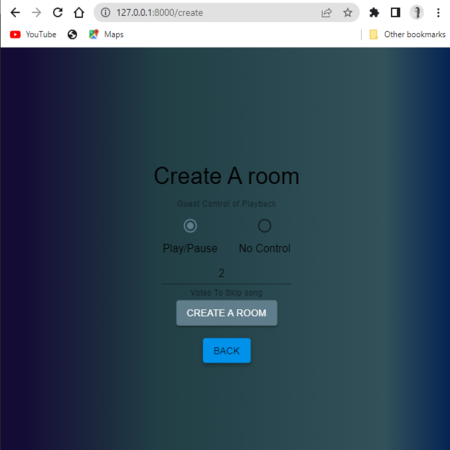 127.0.0.1:8000/create
YouTube
Maps
Other bookmarks
Create A room
Guest Control of Playback
Play/Pause
No Control
2
Votes To Skip song
CREATE A ROOM
BACK